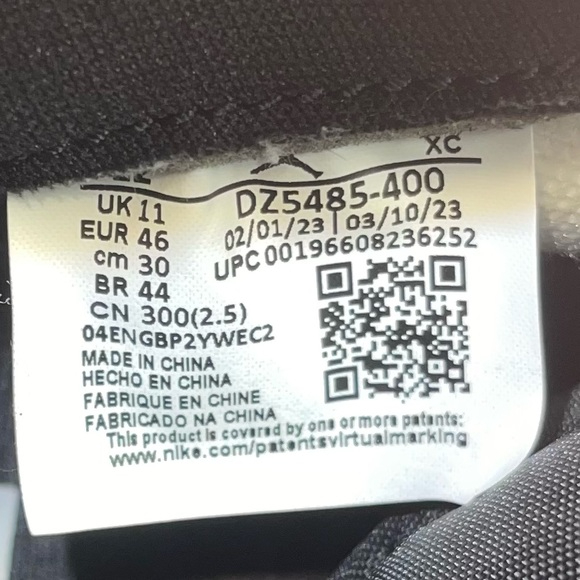 XC
UK 11
EUR 46
cm 30
BR 44
CN 300(2.5)
04ENGBP2YWEC2
DZ5485-400
02/01/23 | 03/10/23
UPC 00196608236252
MADE IN CHINA
HECHO EN CHINA
FABRIQUE EN CHINE
FABRICADO NA CHINA
This product is covered by one or more patents:
www.nike.com/patentsvirtualmarking